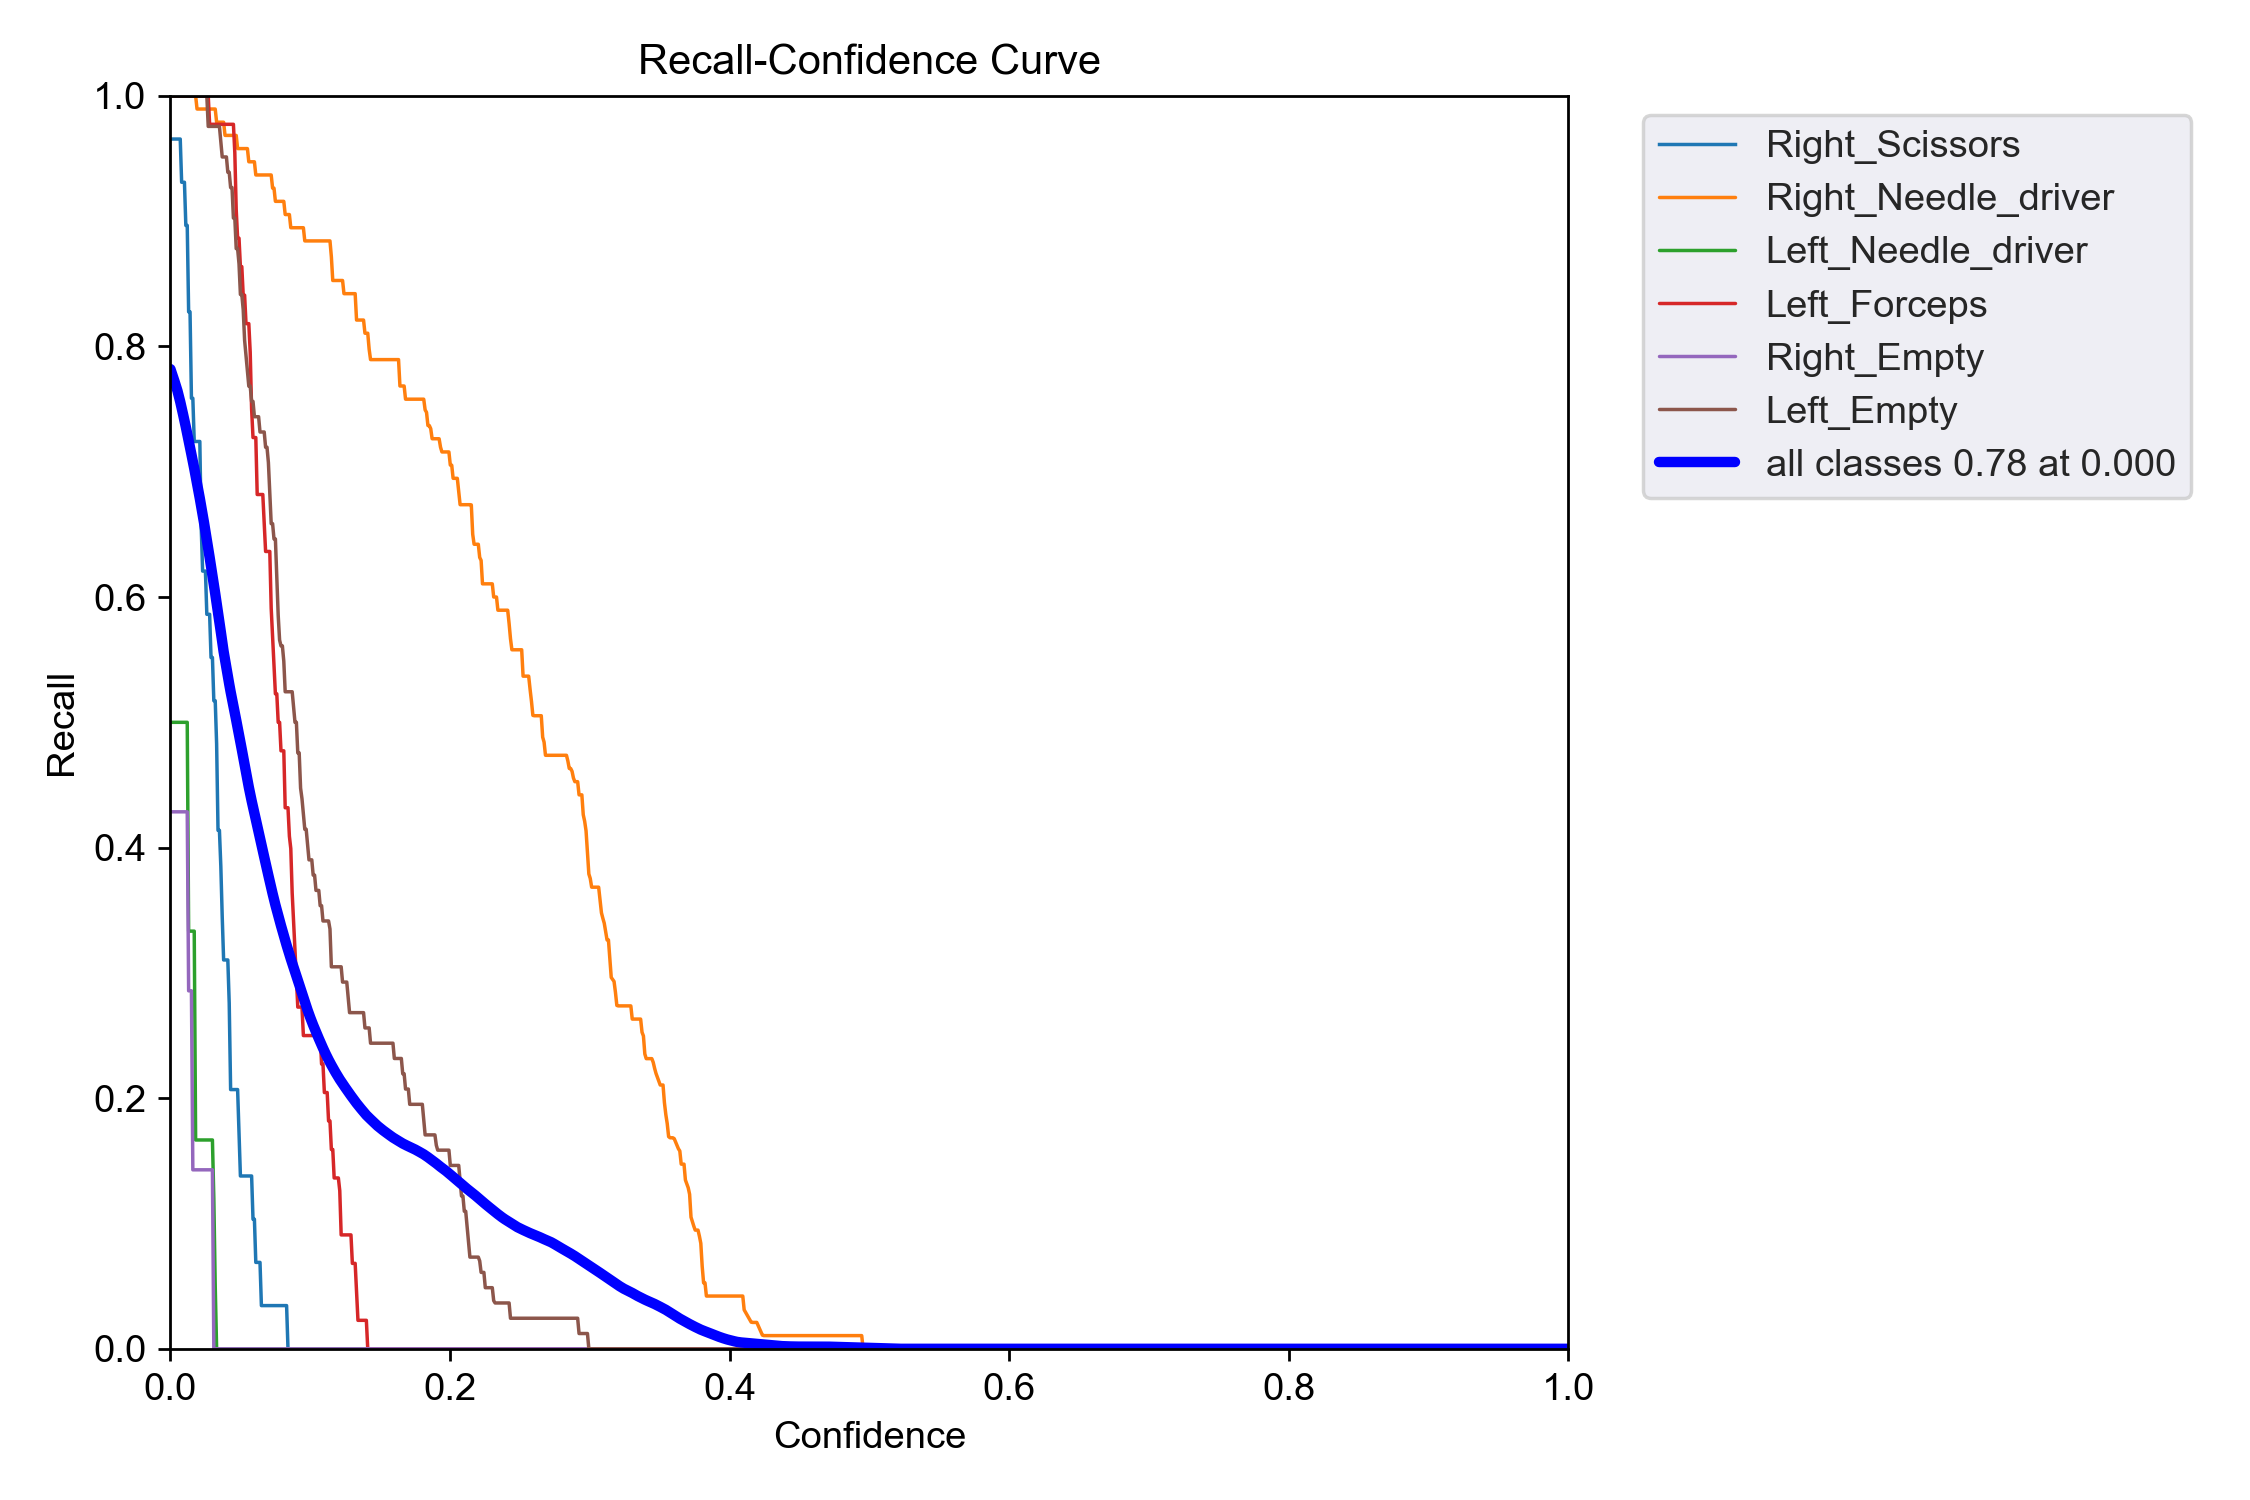 Recall-Confidence Curve
1.0
0.8
0.6
0.4
0.2
0.0
Recall
0.0 0.2 0.4 0.6 0.8 1.0
Confidence
Right_Scissors
Right_Needle_driver
Left_Needle_driver
Left_Forceps
Right_Empty
Left_Empty
all classes 0.78 at 0.000